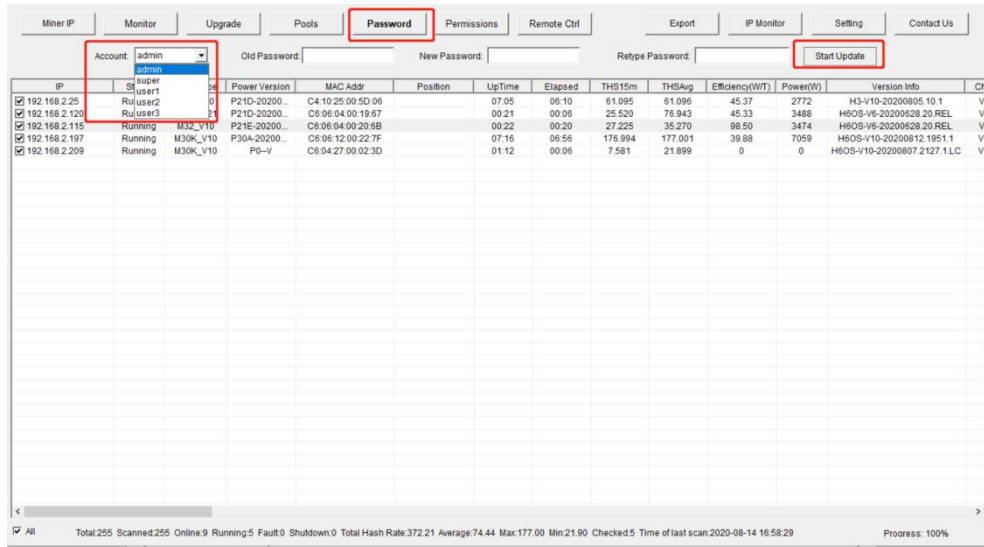 Miner IP Monitor Upgrade Pools Password Permissions Remote Ctrl Export IP Monitor Setting Contact Us
Account: admin Old Password: New Password: Retype Password: Start Update
admin
super
user1
user2
user3
IP Power Version MAC Addr Position UpTime Elapsed THS15m THSAvg Efficiency(W/T) Power(W) Version Info
192.168.2.25 P21D-20200... C4:10:25:00:5D:06 07:05 06:10 61.095 61.096 45.37 2772 H3-V10-20200805.10.1
192.168.2.120 P21D-20200... C6:06:04:00:19:67 00:21 00:06 25.520 76.943 45.33 3488 H6OS-V6-20200628.20.REL
192.168.2.115 Running M32_V10 P21E-20200... C6:06:04:00:20:6B 00:22 00:20 27.225 35.270 98.50 3474 H6OS-V6-20200628.20.REL
192.168.2.197 Running M30K_V10 P30A-20200... C6:06:12:00:22:7F 07:16 06:56 176.994 177.001 39.88 7059 H6OS-V10-20200812.1951.1
192.168.2.209 Running M30K_V10 P0--V C6:04:27:00:02:3D 01:12 00:06 7.581 21.899 0 0 H6OS-V10-20200807.2127.1.LC
All Total:255 Scanned:255 Online:9 Running:5 Fault:0 Shutdown:0 Total Hash Rate:372.21 Average:74.44 Max:177.00 Min:21.90 Checked:5 Time of last scan:2020-08-14 16:58:29 Progress: 100%